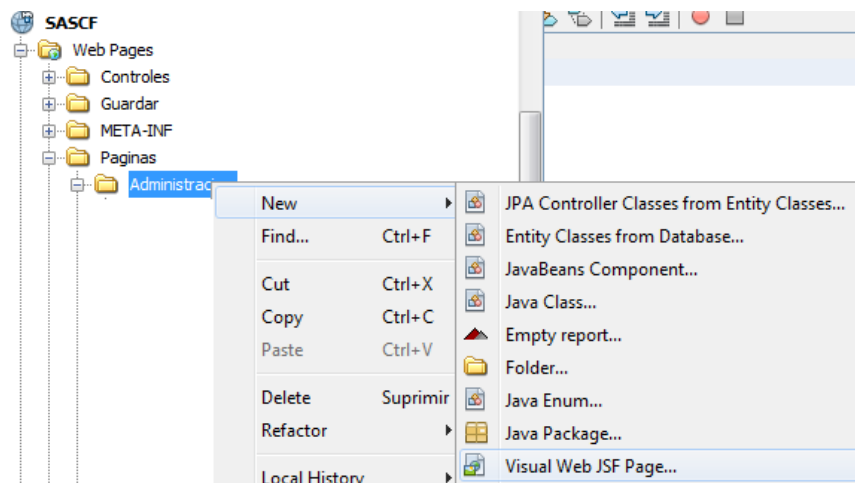 SASCF
Web Pages
Controles
Guardar
META-INF
Paginas
New
Find... Ctrl+F
Cut Ctrl+X
Copy Ctrl+C
Paste Ctrl+V
Delete Suprimir
Refactor
Local History
JPA Controller Classes from Entity Classes...
Entity Classes from Database...
JavaBeans Component...
Java Class...
Empty report...
Folder...
Java Enum...
Java Package...
Visual Web JSF Page...